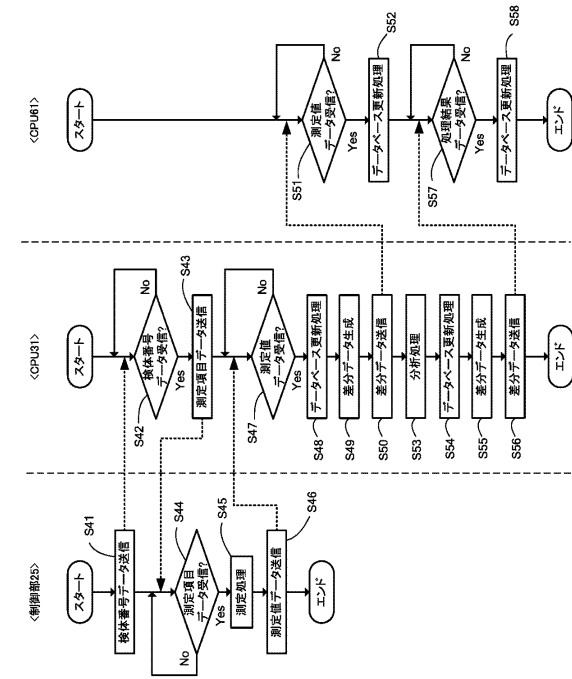 <制御部25>
スタート
S41
検体番号データ送信
S44
測定項目
データ受信?
No
Yes
S45
測定処理
S46
測定値データ送信
エンド
<CPU31>
スタート
S42
検体番号
データ受信?
No
Yes
S43
測定項目データ送信
S47
測定値
データ受信?
No
Yes
S48
データベース更新処理
S49
差分データ生成
S50
差分データ送信
S53
分析処理
S54
データベース更新処理
S55
差分データ生成
S56
差分データ送信
エンド
<CPU61>
スタート
S51
測定値
データ受信?
No
Yes
S52
データベース更新処理
S57
処理結果
データ受信?
No
Yes
S58
データベース更新処理
エンド